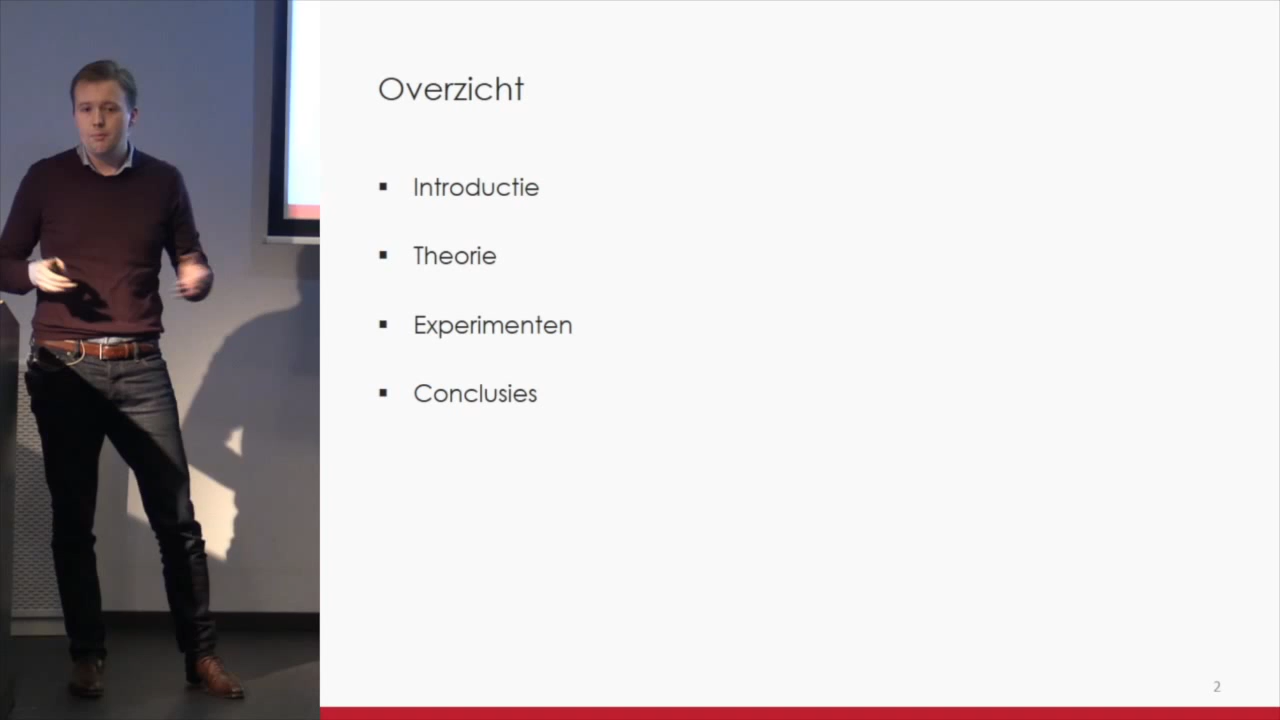 Overzicht
▪ Introductie
▪ Theorie
▪ Experimenten
▪ Conclusies
2